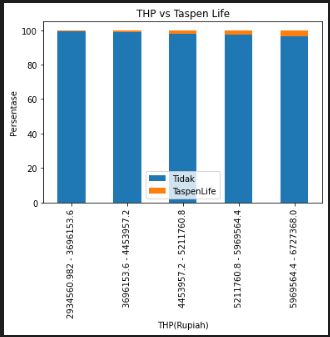 THP vs Taspen Life
Persentase
100
80
60
40
20
0
Tidak
TaspenLife
2934560.982 - 3696153.6
3696153.6 - 4453957.2
4453957.2 - 5211760.8
5211760.8 - 5969564.4
5969564.4 - 6727368.0
THP(Rupiah)